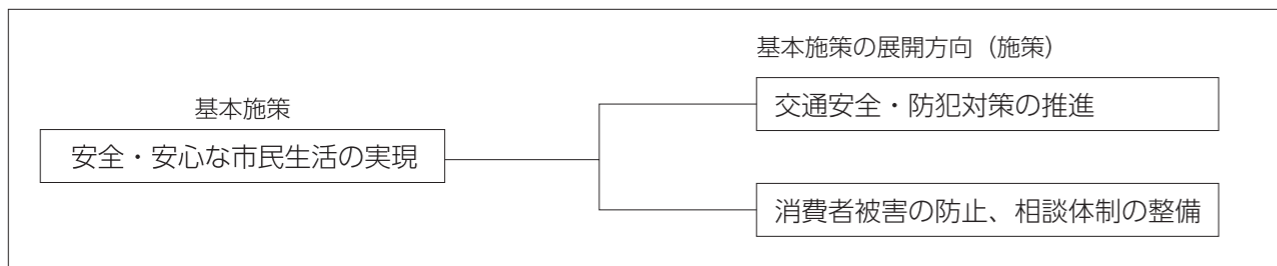 基本施策の展開方向（施策）
交通安全・防犯対策の推進
基本施策
安全・安心な市民生活の実現
消費者被害の防止、相談体制の整備